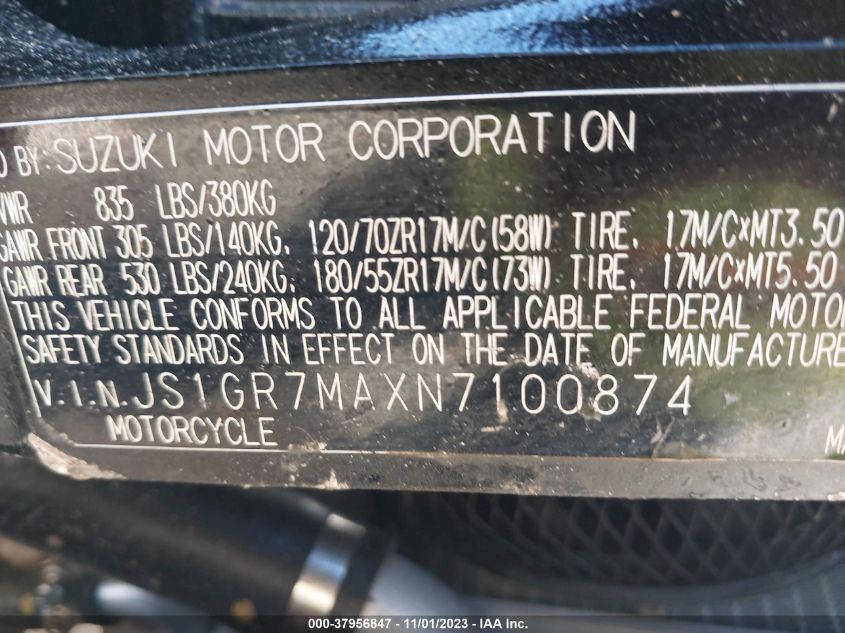 D BY: SUZUKI MOTOR CORPORATION
VWR 835 LBS/380KG
GAWR FRONT 305 LBS/140KG, 120/70ZR17M/C(58W) TIRE, 17M/C×MT3.50
GAWR REAR 530 LBS/240KG, 180/55ZR17M/C(73W) TIRE, 17M/C×MT5.50
THIS VEHICLE CONFORMS TO ALL APPLICABLE FEDERAL MOTOR
SAFETY STANDARDS IN EFFECT ON THE DATE OF MANUFACTURE
V.I.N. JS1GR7MAXN7100874
MOTORCYCLE
000-37956847 - 11/01/2023 - IAA Inc.